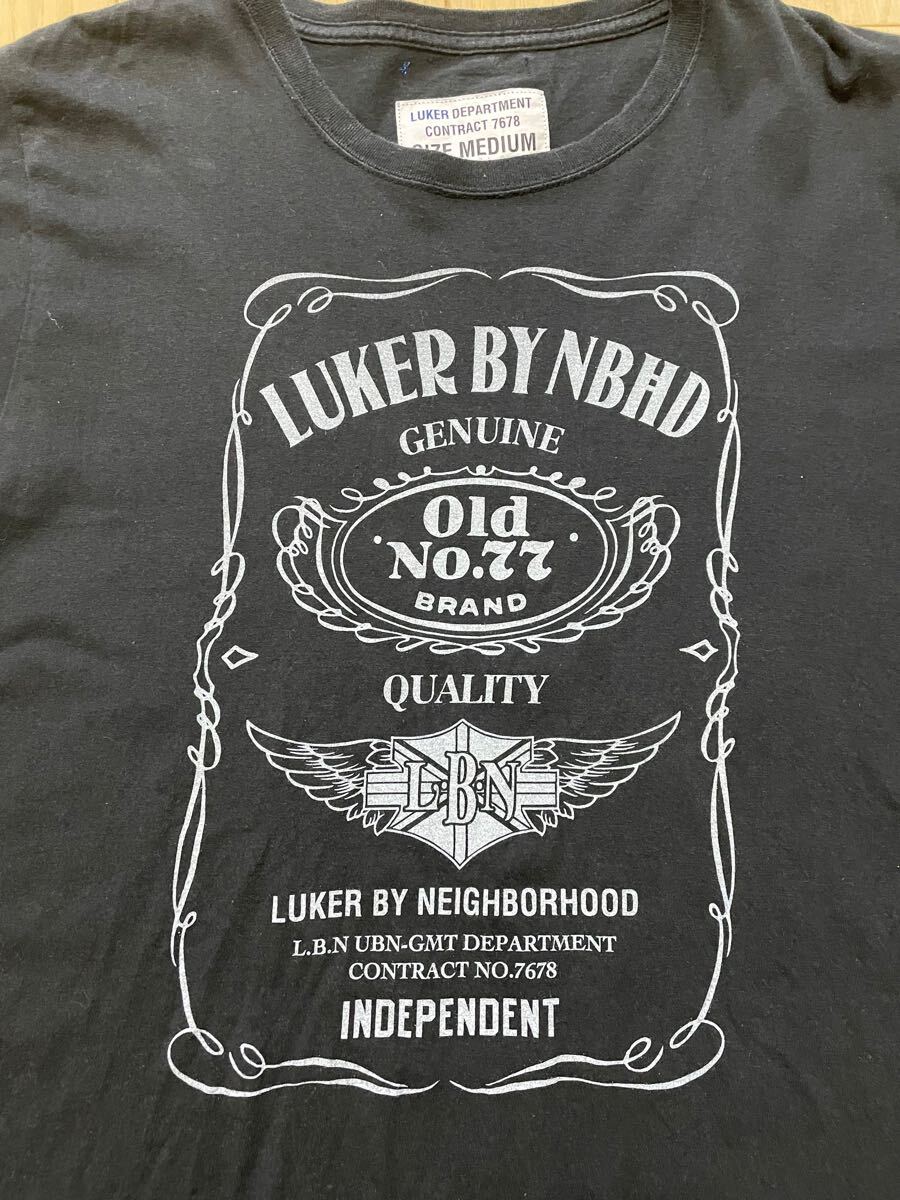 LUKER DEPARTMENT
CONTRACT 7678
SIZE MEDIUM
LUKER BY NBHD
GENUINE
Old
No.77
BRAND
QUALITY
L·B·N
LUKER BY NEIGHBORHOOD
L.B.N UBN-GMT DEPARTMENT
CONTRACT NO.7678
INDEPENDENT